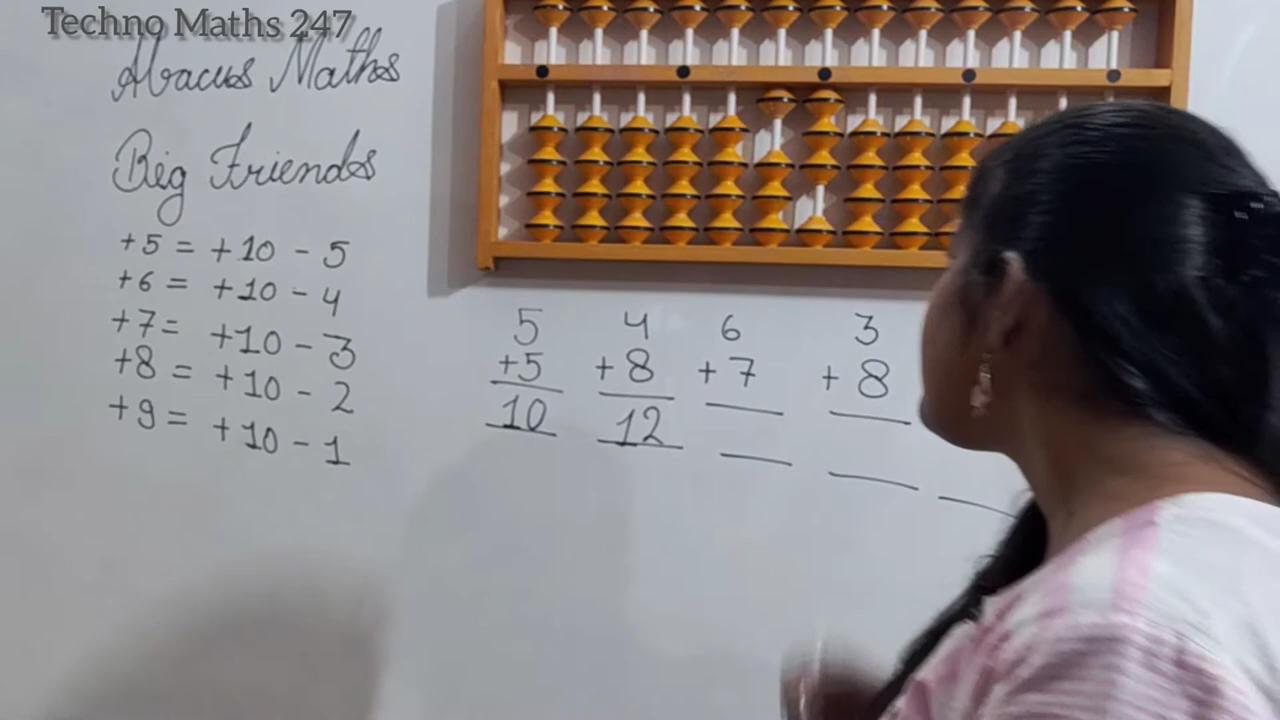 Techno Maths 247
Abacus Maths
Big Friends
+5 = +10 - 5
+6 = +10 - 4
+7 = +10 - 3
+8 = +10 - 2
+9 = +10 - 1
5 4 6 3
+5 +8 +7 +8
10 12